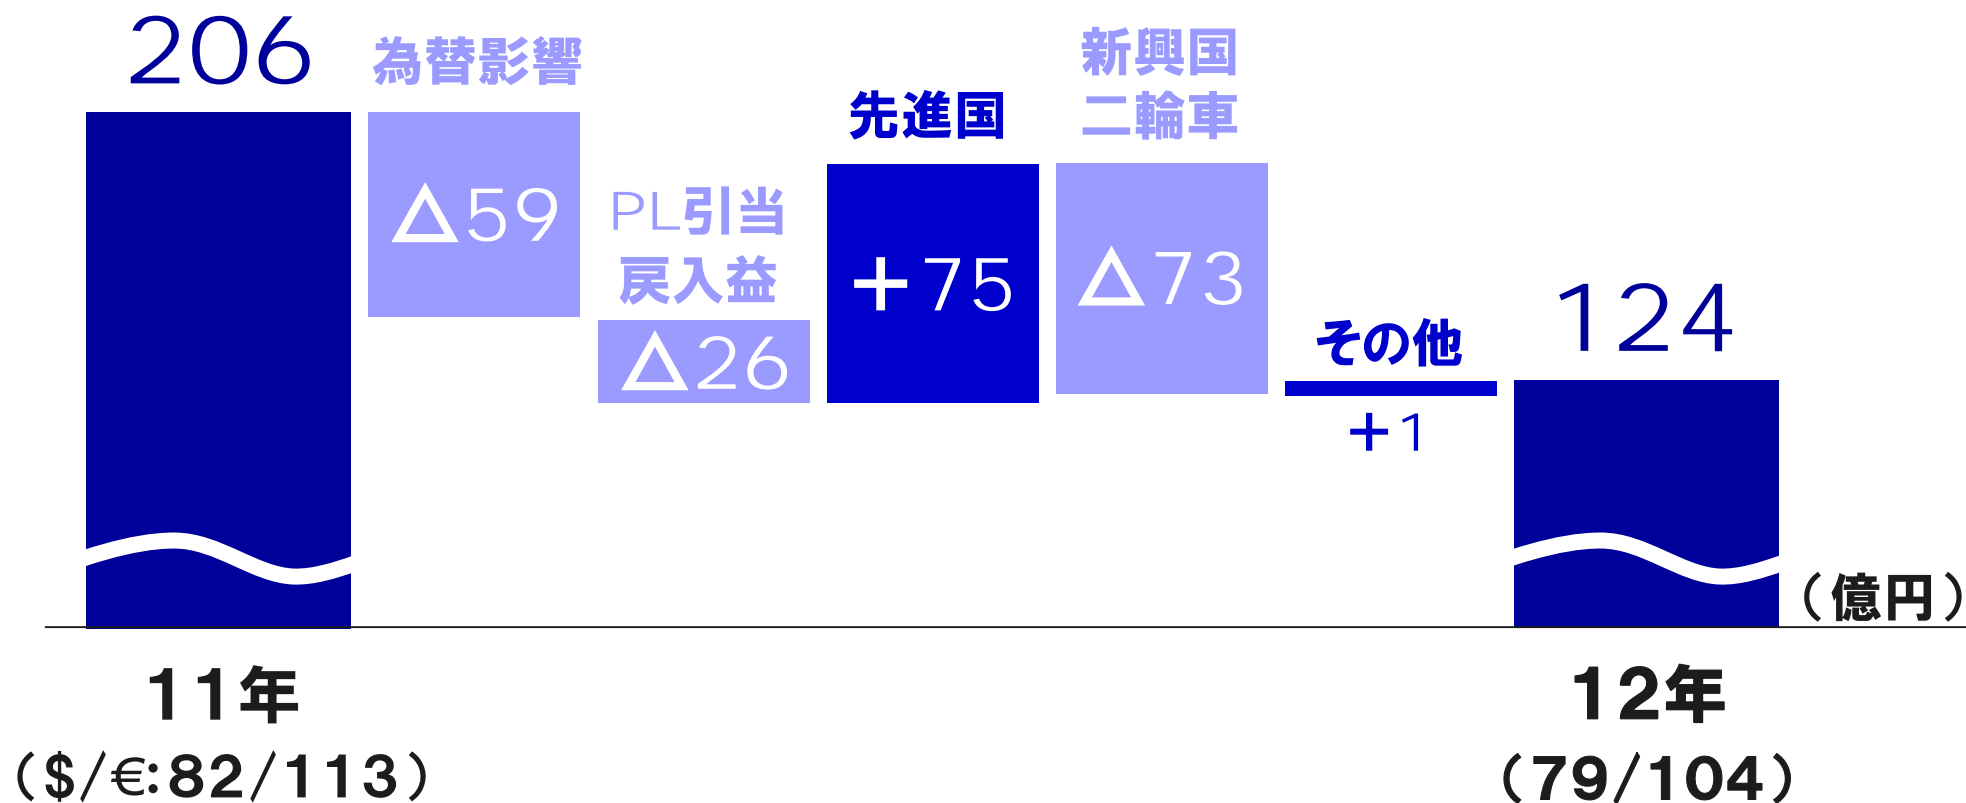 206
為替影響
△59
PL引当
戻入益
△26
先進国
+75
新興国
二輪車
△73
その他
+1
124
(億円)
11年
($/€:82/113)
12年
(79/104)